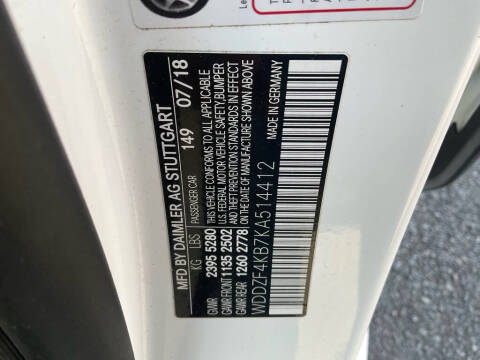 MFD BY DAIMLER AG STUTTGART
KG LBS PASSENGER CAR 149 07/18
GVWR 2395 5280 THIS VEHICLE CONFORMS TO ALL APPLICABLE
GAWR FRONT 1135 2502 U.S. FEDERAL MOTOR VEHICLE SAFETY, BUMPER
GAWR REAR 1260 2778 AND THEFT PREVENTION STANDARDS IN EFFECT
ON THE DATE OF MANUFACTURE SHOWN ABOVE
WDDZF4KB7KA514412 MADE IN GERMANY